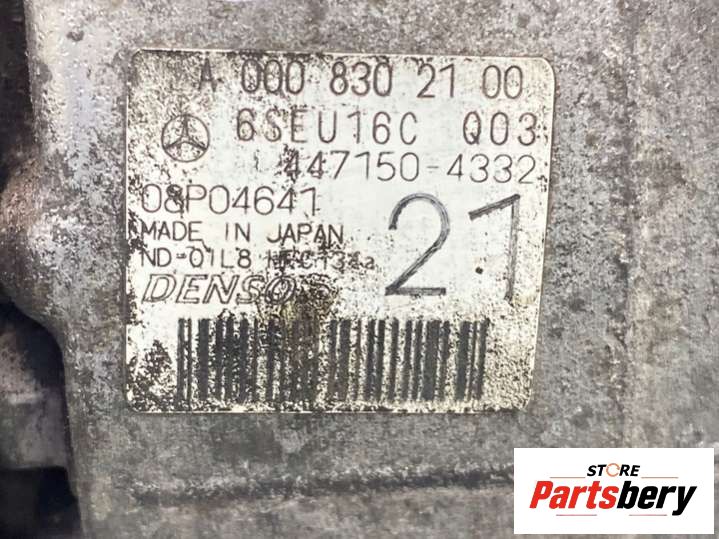 A 000 830 21 00
6SEU16C Q03
447150-4332
08P04641
21
MADE IN JAPAN
ND-OIL8 HFC134a
DENSO
STORE
Partsbery